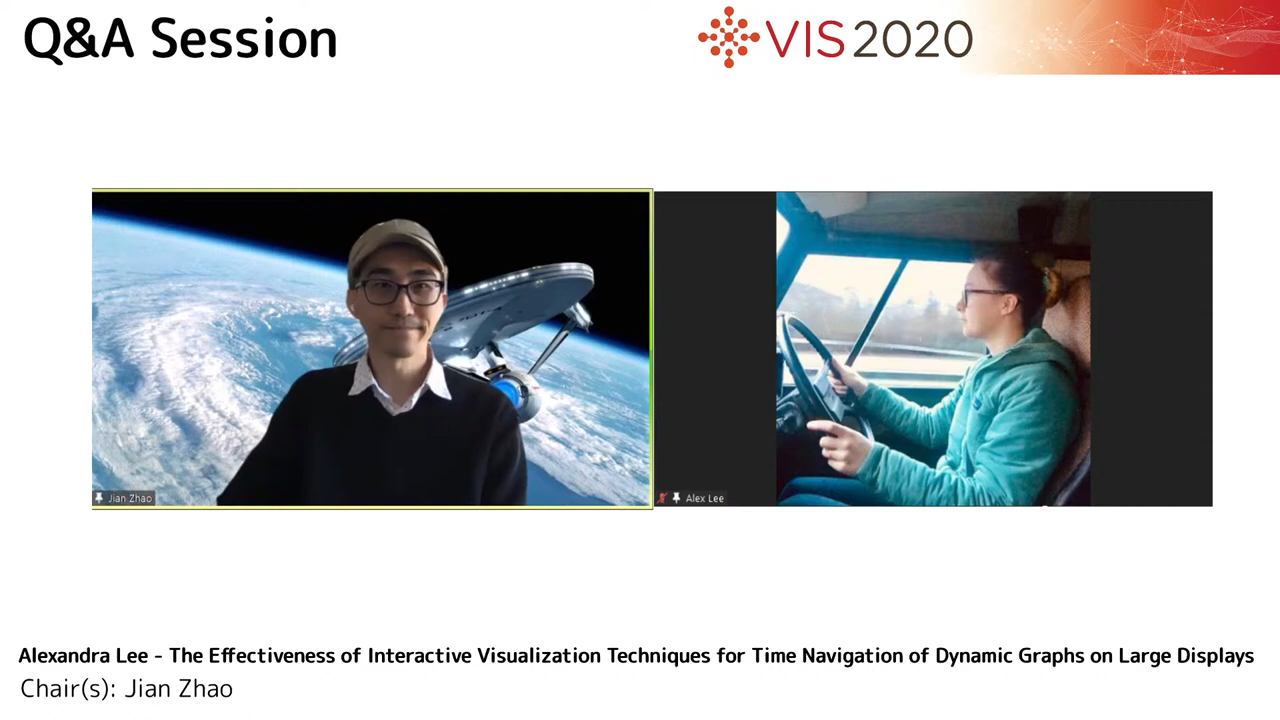 Q&A Session
VIS2020
Jian Zhao
Alex Lee
Alexandra Lee - The Effectiveness of Interactive Visualization Techniques for Time Navigation of Dynamic Graphs on Large Displays
Chair(s): Jian Zhao